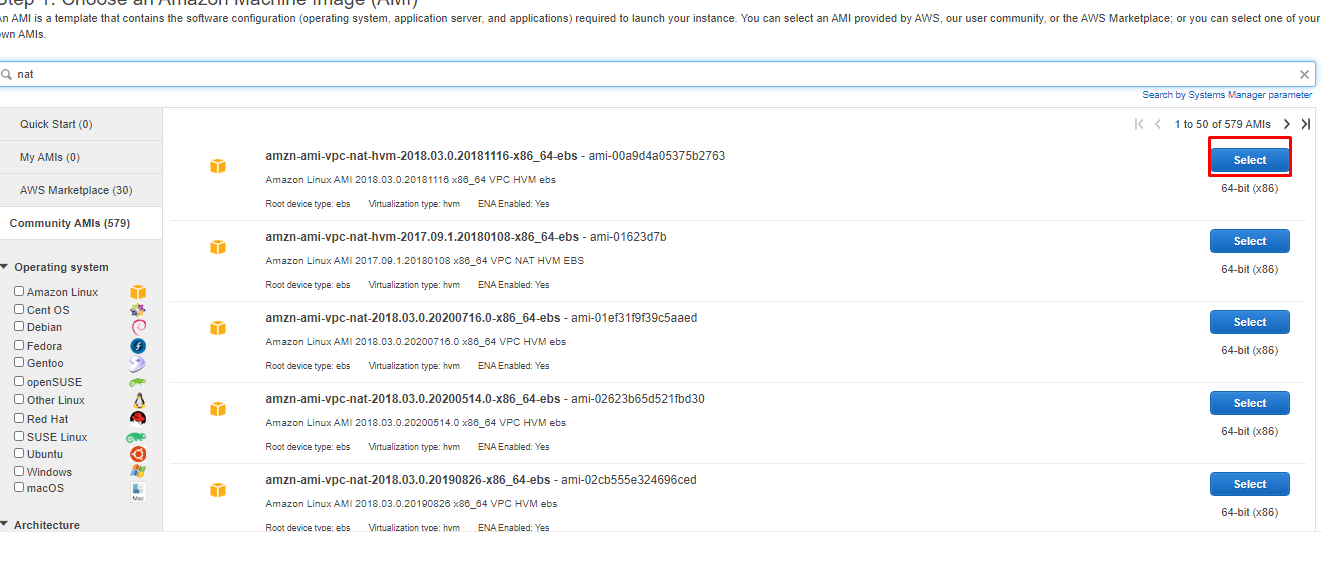 Step 1: Choose an Amazon Machine Image (AMI)
An AMI is a template that contains the software configuration (operating system, application server, and applications) required to launch your instance. You can select an AMI provided by AWS, our user community, or the AWS Marketplace; or you can select one of your
own AMIs.
nat
Search by Systems Manager parameter
Quick Start (0)
My AMIs (0)
AWS Marketplace (30)
Community AMIs (579)
Operating system
Amazon Linux
Cent OS
Debian
Fedora
Gentoo
openSUSE
Other Linux
Red Hat
SUSE Linux
Ubuntu
Windows
macOS
Mac
Architecture
1 to 50 of 579 AMIs
amzn-ami-vpc-nat-hvm-2018.03.0.20181116-x86_64-ebs - ami-00a9d4a05375b2763
Amazon Linux AMI 2018.03.0.20181116 x86_64 VPC HVM ebs
Root device type: ebs Virtualization type: hvm ENA Enabled: Yes
Select
64-bit (x86)
amzn-ami-vpc-nat-hvm-2017.09.1.20180108-x86_64-ebs - ami-01623d7b
Amazon Linux AMI 2017.09.1.20180108 x86_64 VPC NAT HVM EBS
Root device type: ebs Virtualization type: hvm ENA Enabled: Yes
Select
64-bit (x86)
amzn-ami-vpc-nat-2018.03.0.20200716.0-x86_64-ebs - ami-01ef31f9f39c5aaed
Amazon Linux AMI 2018.03.0.20200716.0 x86_64 VPC HVM ebs
Root device type: ebs Virtualization type: hvm ENA Enabled: Yes
Select
64-bit (x86)
amzn-ami-vpc-nat-2018.03.0.20200514.0-x86_64-ebs - ami-02623b65d521fbd30
Amazon Linux AMI 2018.03.0.20200514.0 x86_64 VPC HVM ebs
Root device type: ebs Virtualization type: hvm ENA Enabled: Yes
Select
64-bit (x86)
amzn-ami-vpc-nat-2018.03.0.20190826-x86_64-ebs - ami-02cb555e324696ced
Amazon Linux AMI 2018.03.0.20190826 x86_64 VPC HVM ebs
Root device type: ebs Virtualization type: hvm ENA Enabled: Yes
Select
64-bit (x86)